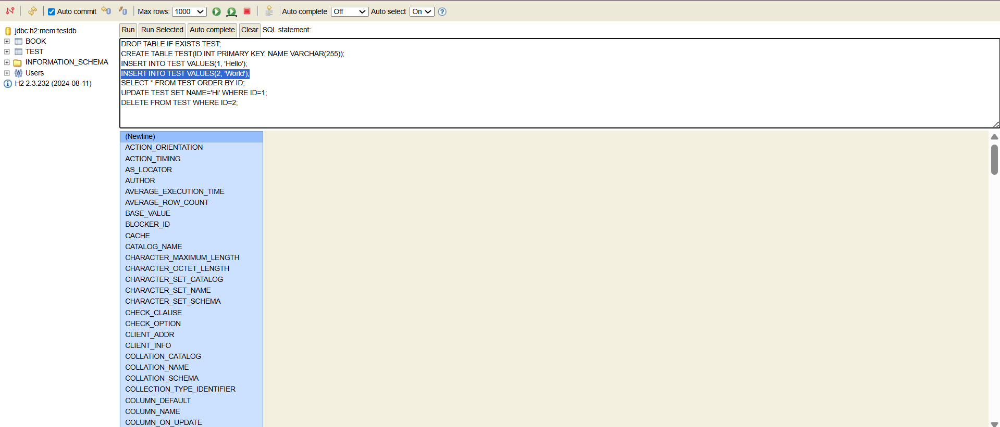 Auto commit Max rows: 1000 Auto complete Off Auto select On
jdbc:h2:mem:testdb
BOOK
TEST
INFORMATION_SCHEMA
Users
H2 2.3.232 (2024-08-11)
Run Run Selected Auto complete Clear SQL statement:
DROP TABLE IF EXISTS TEST;
CREATE TABLE TEST(ID INT PRIMARY KEY, NAME VARCHAR(255));
INSERT INTO TEST VALUES(1, 'Hello');
INSERT INTO TEST VALUES(2, 'World');
SELECT * FROM TEST ORDER BY ID;
UPDATE TEST SET NAME='Hi' WHERE ID=1;
DELETE FROM TEST WHERE ID=2;
(Newline)
ACTION_ORIENTATION
ACTION_TIMING
AS_LOCATOR
AUTHOR
AVERAGE_EXECUTION_TIME
AVERAGE_ROW_COUNT
BASE_VALUE
BLOCKER_ID
CACHE
CATALOG_NAME
CHARACTER_MAXIMUM_LENGTH
CHARACTER_OCTET_LENGTH
CHARACTER_SET_CATALOG
CHARACTER_SET_NAME
CHARACTER_SET_SCHEMA
CHECK_CLAUSE
CHECK_OPTION
CLIENT_ADDR
CLIENT_INFO
COLLATION_CATALOG
COLLATION_NAME
COLLATION_SCHEMA
COLLECTION_TYPE_IDENTIFIER
COLUMN_DEFAULT
COLUMN_NAME
COLUMN_ON_UPDATE